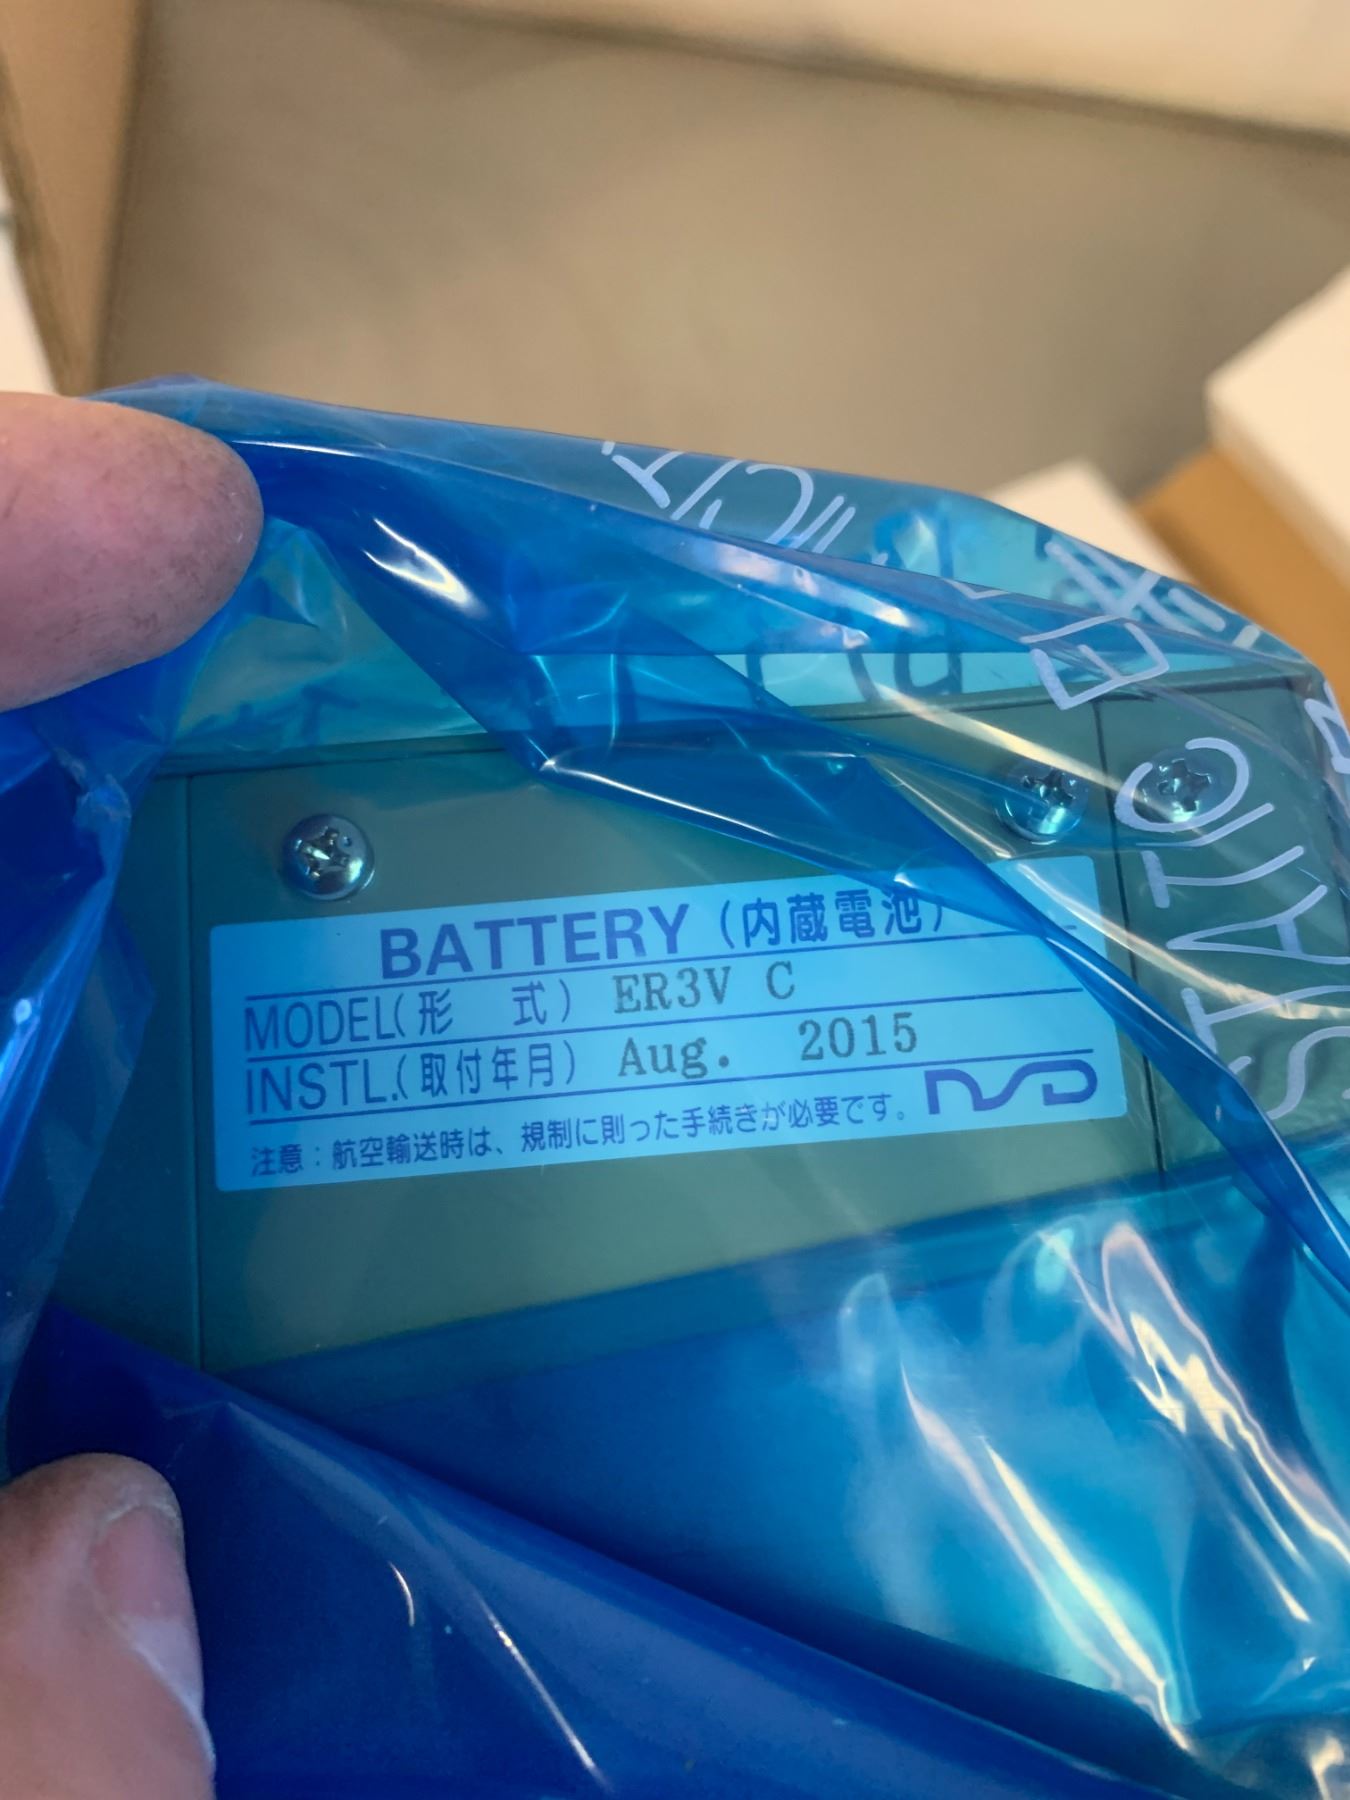 BATTERY (内蔵電池)
MODEL(形 式) ER3V C
INSTL.(取付年月) Aug. 2015
注意:航空輸送時は、規制に則った手続きが必要です。 NSD
STATIC